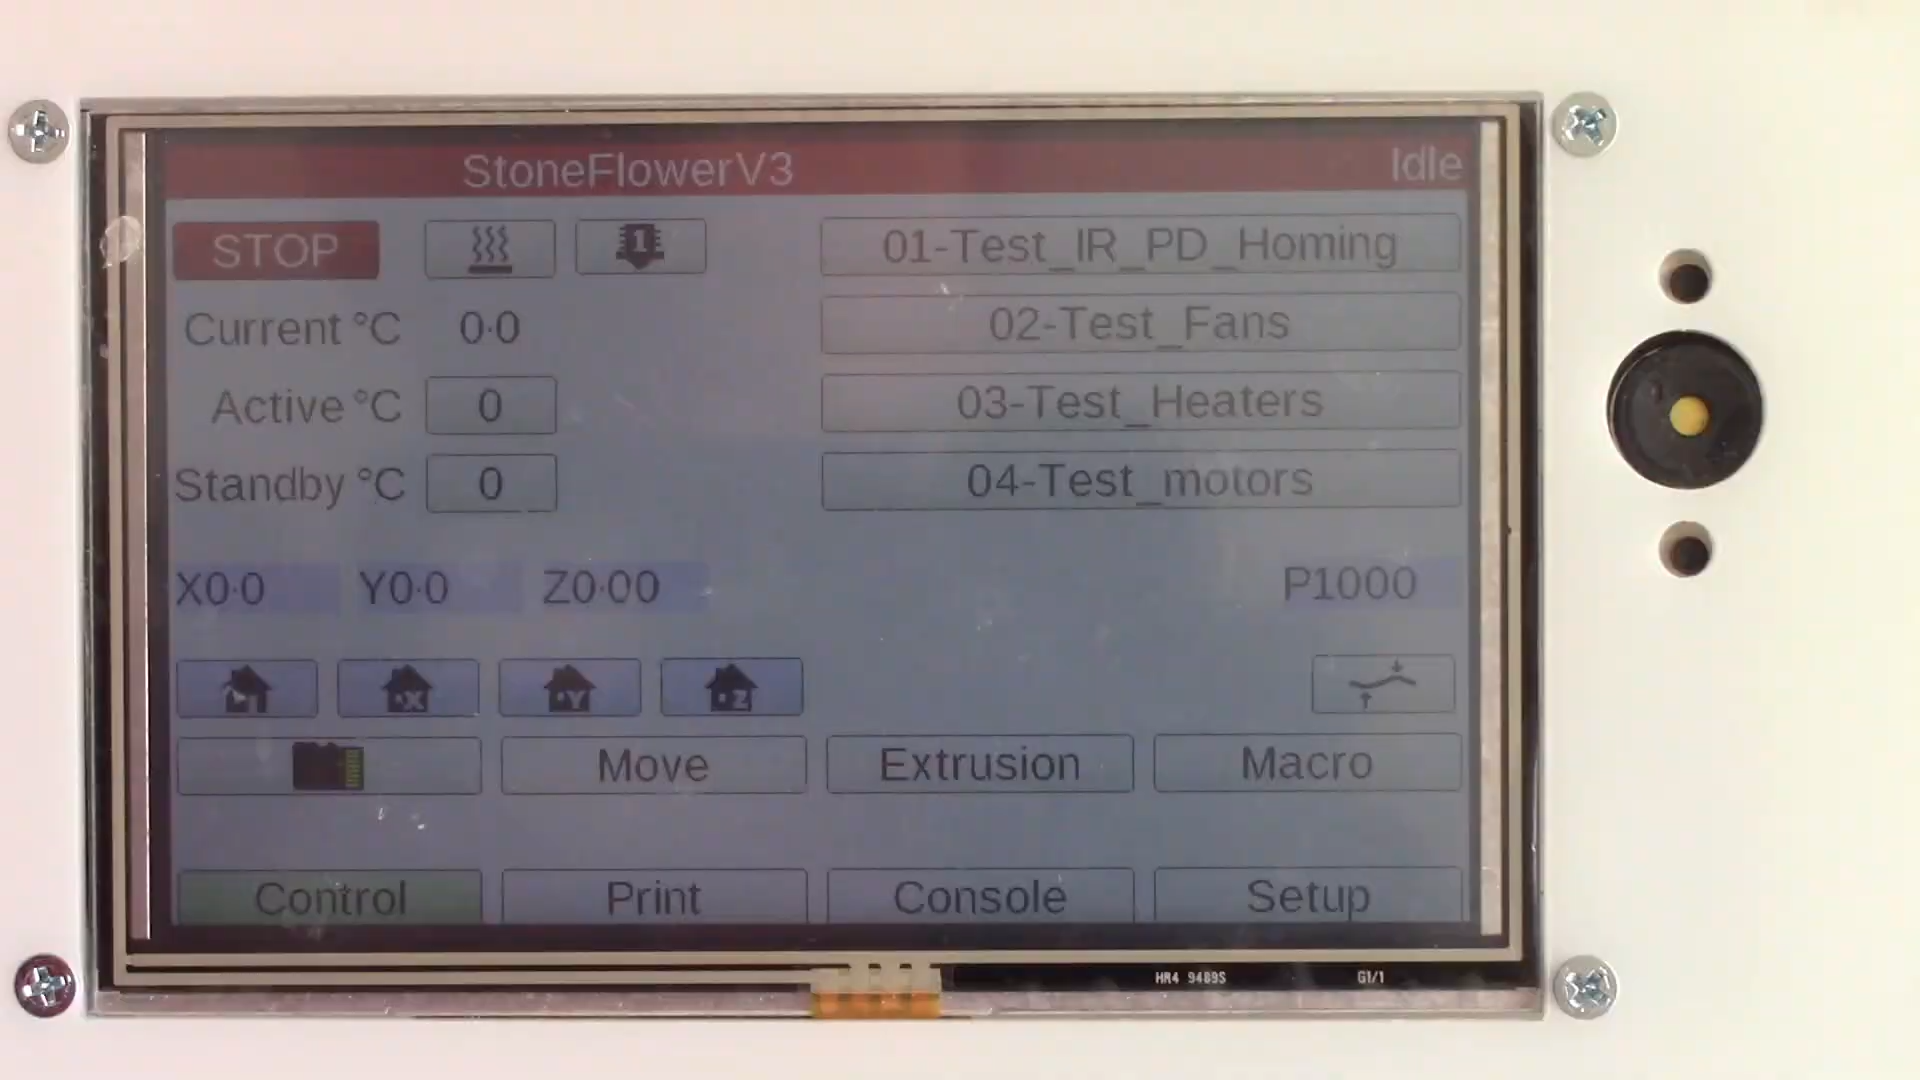 StoneFlowerV3 Idle
STOP 1 01-Test_IR_PD_Homing
Current °C 0.0 02-Test_Fans
Active °C 0 03-Test_Heaters
Standby °C 0 04-Test_motors
X0.0 Y0.0 Z0.00 P1000
X Y Z
Move Extrusion Macro
Control Print Console Setup
HR4 9489S G1/1